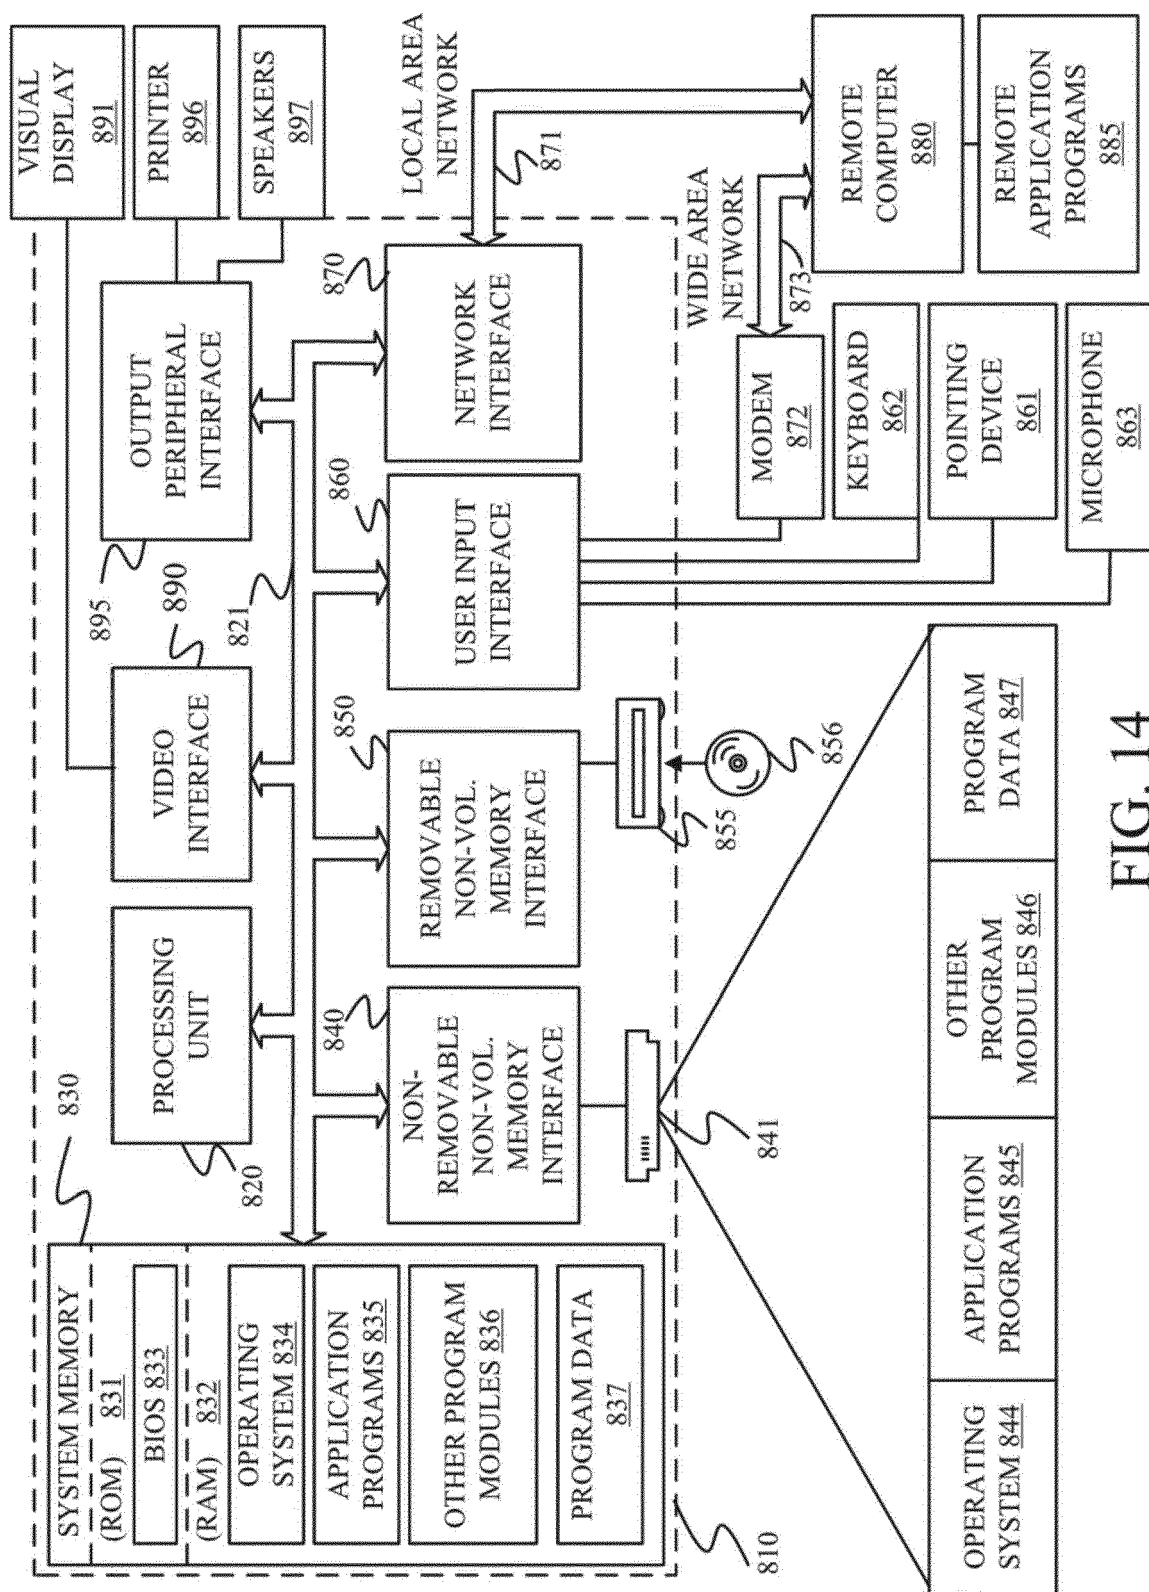 SYSTEM MEMORY
(ROM) 831
BIOS 833
(RAM) 832
OPERATING
SYSTEM 834
APPLICATION
PROGRAMS 835
OTHER PROGRAM
MODULES 836
PROGRAM DATA
837
810
830
PROCESSING
UNIT
820
VIDEO
INTERFACE
890
OUTPUT
PERIPHERAL
INTERFACE
895
821
VISUAL
DISPLAY
891
PRINTER
896
SPEAKERS
897
NON-
REMOVABLE
NON-VOL.
MEMORY
INTERFACE
840
REMOVABLE
NON-VOL.
MEMORY
INTERFACE
850
USER INPUT
INTERFACE
860
NETWORK
INTERFACE
870
LOCAL AREA
NETWORK
871
841
855
856
WIDE AREA
NETWORK
873
MODEM
872
KEYBOARD
862
POINTING
DEVICE
861
MICROPHONE
863
REMOTE
COMPUTER
880
REMOTE
APPLICATION
PROGRAMS
885
OPERATING
SYSTEM 844
APPLICATION
PROGRAMS 845
OTHER
PROGRAM
MODULES 846
PROGRAM
DATA 847
FIG. 14